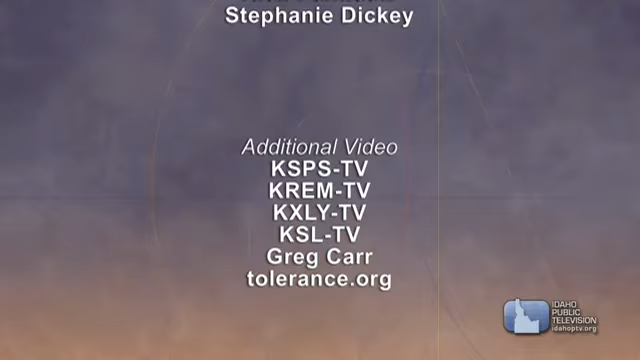 Stephanie Dickey
Additional Video
KSPS-TV
KREM-TV
KXLY-TV
KSL-TV
Greg Carr
tolerance.org
IDAHO
PUBLIC
TELEVISION
idahoptv.org